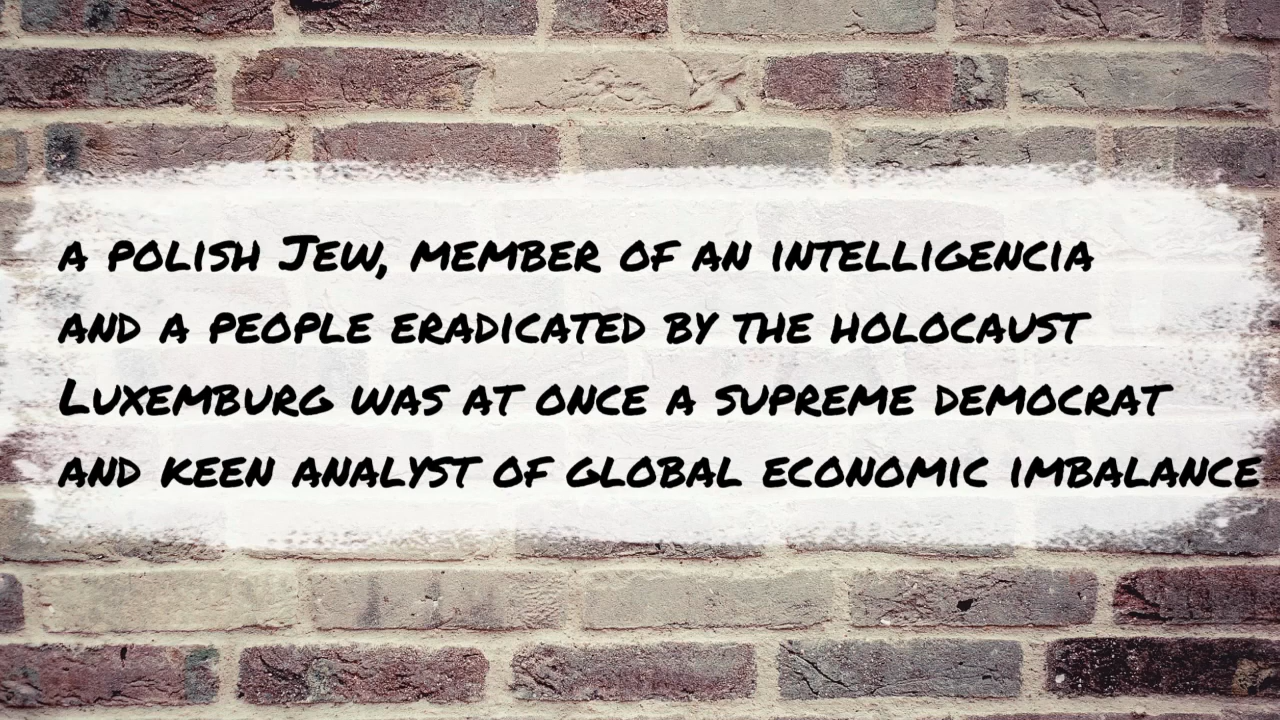 A POLISH JEW, MEMBER OF AN INTELLIGENCIA
AND A PEOPLE ERADICATED BY THE HOLOCAUST
LUXEMBURG WAS AT ONCE A SUPREME DEMOCRAT
AND KEEN ANALYST OF GLOBAL ECONOMIC IMBALANCE